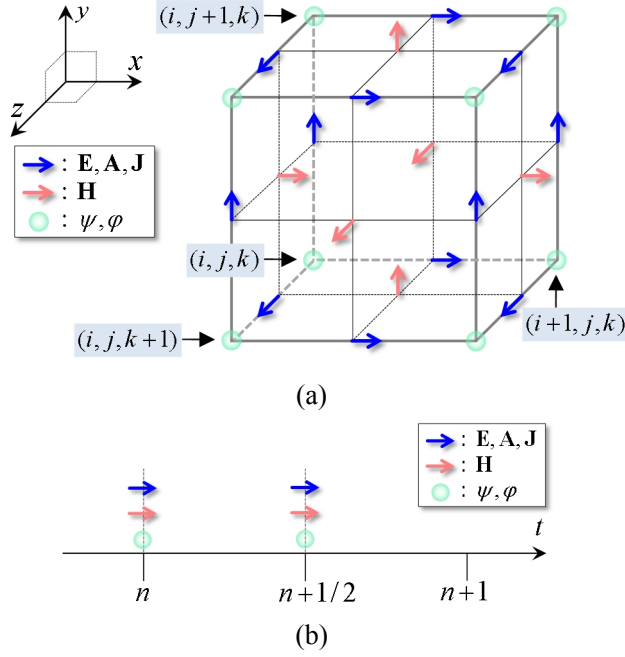 (i, j+1, k)
y
x
z
: E, A, J
: H
: ψ, φ
(i, j, k)
(i, j, k+1)
(i+1, j, k)
(a)
: E, A, J
: H
: ψ, φ
t
n
n+1/2
n+1
(b)